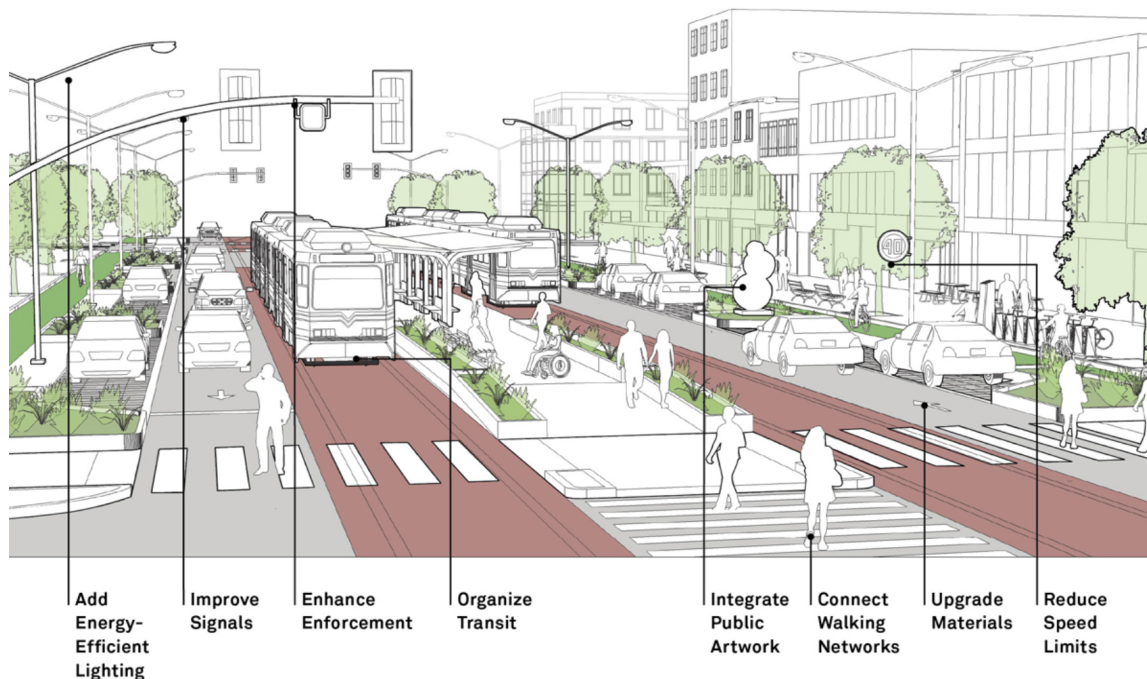 40
Add
Energy-
Efficient
Lighting
Improve
Signals
Enhance
Enforcement
Organize
Transit
Integrate
Public
Artwork
Connect
Walking
Networks
Upgrade
Materials
Reduce
Speed
Limits